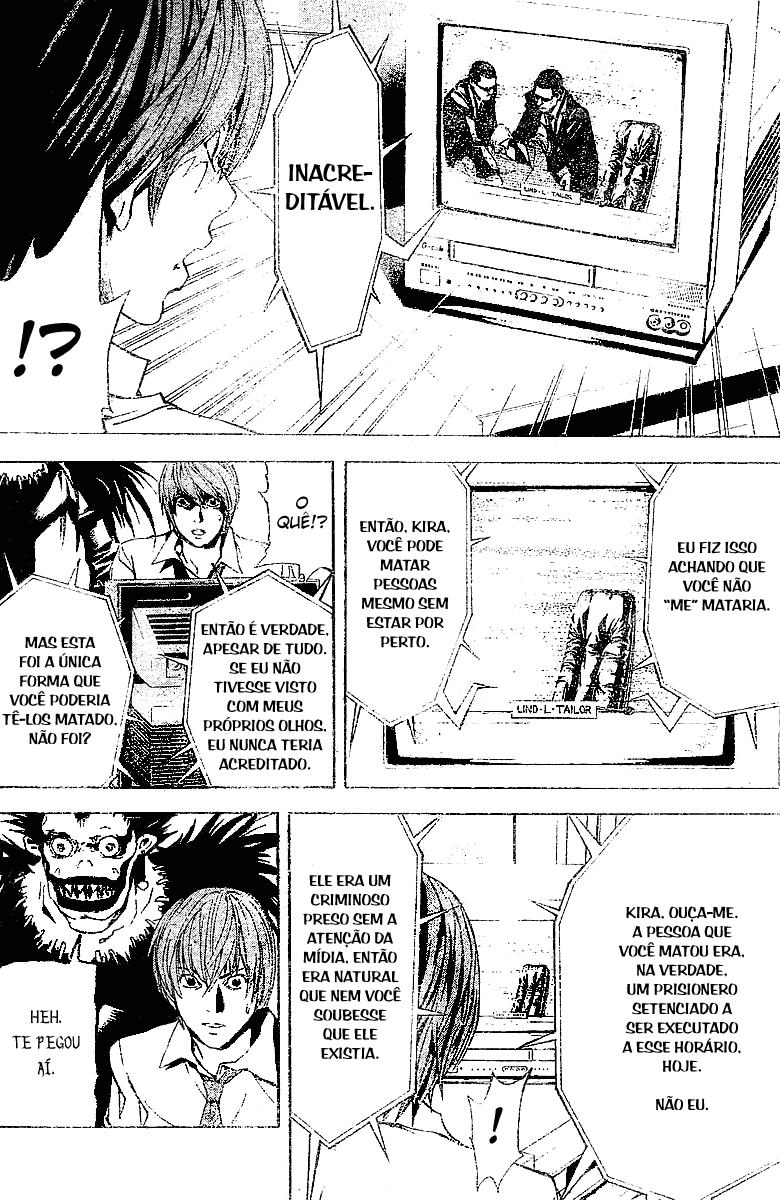 INACRE-
DITÁVEL.
LIND•L•TAILOR
!?
EU FIZ ISSO
ACHANDO QUE
VOCÊ NÃO
"ME" MATARIA.
ENTÃO, KIRA,
VOCÊ PODE
MATAR
PESSOAS
MESMO SEM
ESTAR POR
PERTO.
LIND•L•TAILOR
O
QUÊ!?
ENTÃO É VERDADE,
APESAR DE TUDO.
SE EU NÃO
TIVESSE VISTO
COM MEUS
PRÓPRIOS OLHOS,
EU NUNCA TERIA
ACREDITADO.
MAS ESTA
FOI A ÚNICA
FORMA QUE
VOCÊ PODERIA
TÊ-LOS MATADO,
NÃO FOI?
KIRA, OUÇA-ME.
A PESSOA QUE
VOCÊ MATOU ERA,
NA VERDADE,
UM PRISIONERO
SETENCIADO A
SER EXECUTADO
A ESSE HORÁRIO,
HOJE.
NÃO EU.
ELE ERA UM
CRIMINOSO
PRESO SEM A
ATENÇÃO DA
MÍDIA, ENTÃO
ERA NATURAL
QUE NEM VOCÊ
SOUBESSE
QUE ELE
EXISTIA.
!
HEH.
TE PEGOU
AÍ.